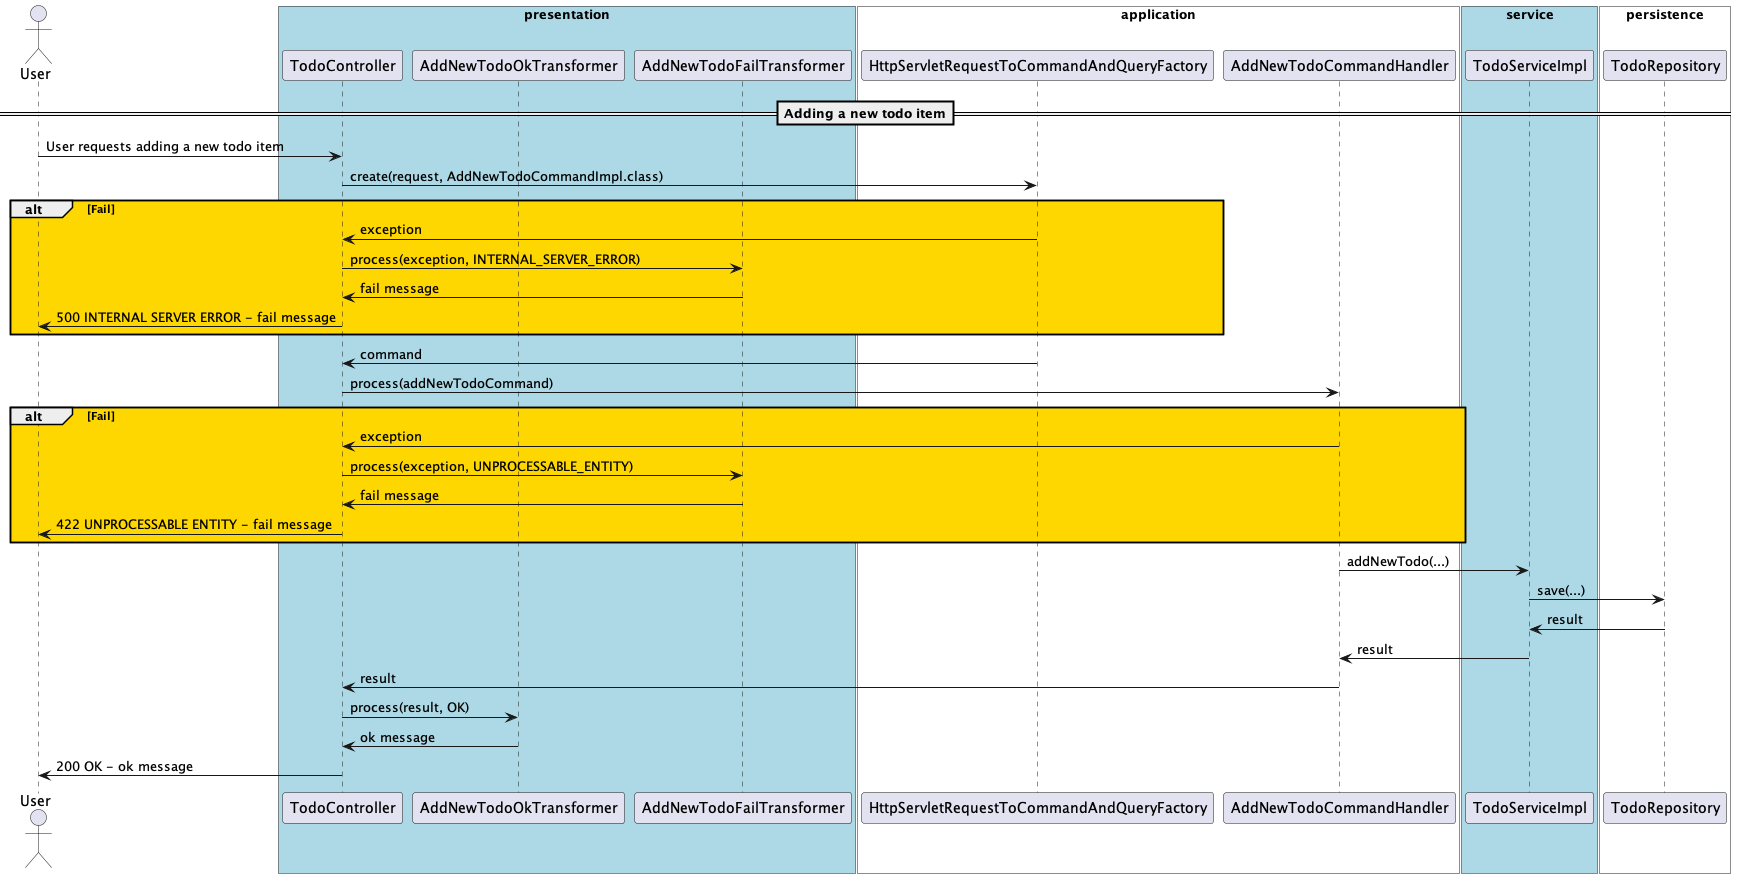 presentation
application
service
persistence
User
TodoController
AddNewTodoOkTransformer
AddNewTodoFailTransformer
HttpServletRequestToCommandAndQueryFactory
AddNewTodoCommandHandler
TodoServiceImpl
TodoRepository
Adding a new todo item
User requests adding a new todo item
create(request, AddNewTodoCommandImpl.class)
alt
[Fail]
exception
process(exception, INTERNAL_SERVER_ERROR)
fail message
500 INTERNAL SERVER ERROR - fail message
command
process(addNewTodoCommand)
alt
[Fail]
exception
process(exception, UNPROCESSABLE_ENTITY)
fail message
422 UNPROCESSABLE ENTITY - fail message
addNewTodo(...)
save(...)
result
result
result
process(result, OK)
ok message
200 OK - ok message
User
TodoController
AddNewTodoOkTransformer
AddNewTodoFailTransformer
HttpServletRequestToCommandAndQueryFactory
AddNewTodoCommandHandler
TodoServiceImpl
TodoRepository